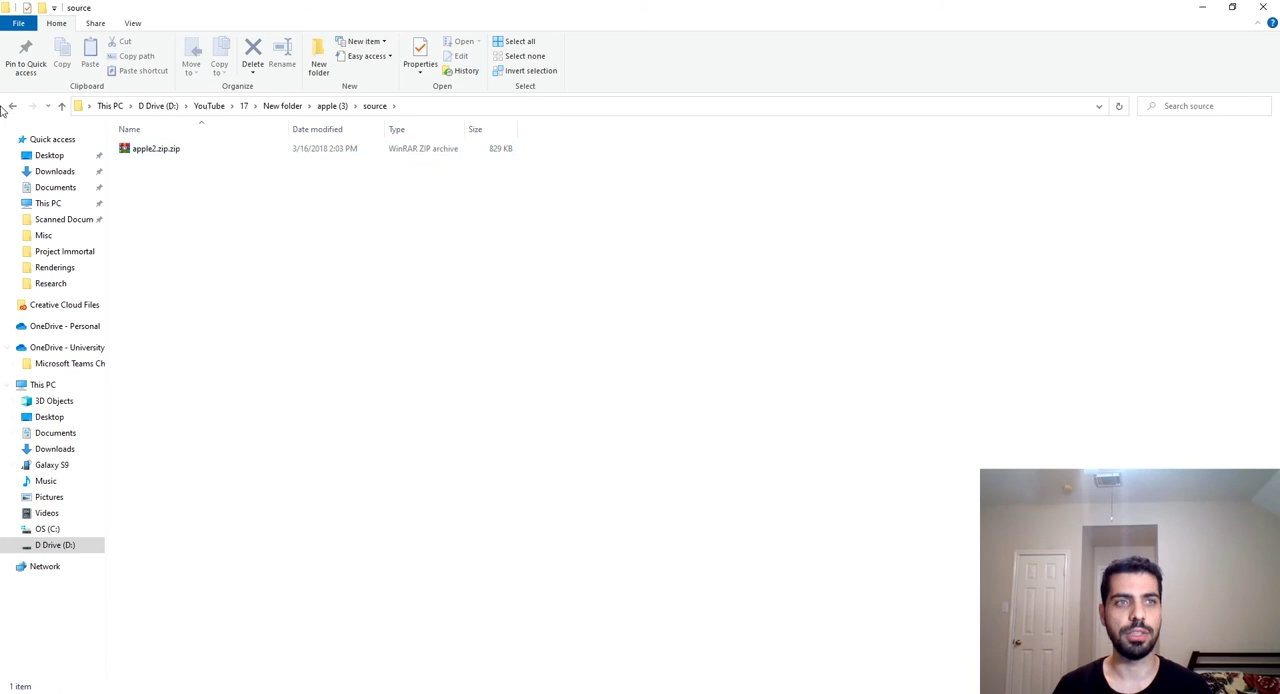 source
File Home Share View
Pin to Quick access
Copy
Paste
Cut
Copy path
Paste shortcut
Clipboard
Move to
Copy to
Delete
Rename
Organize
New folder
New item
Easy access
New
Properties
Open
Edit
History
Open
Select all
Select none
Invert selection
Select
This PC > D Drive (D:) > YouTube > 17 > New folder > apple (3) > source >
Search source
Name Date modified Type Size
apple2.zip.zip 3/16/2018 2:03 PM WinRAR ZIP archive 829 KB
Quick access
Desktop
Downloads
Documents
This PC
Scanned Docum
Misc
Project Immortal
Renderings
Research
Creative Cloud Files
OneDrive - Personal
OneDrive - University
Microsoft Teams Ch
This PC
3D Objects
Desktop
Documents
Downloads
Galaxy S9
Music
Pictures
Videos
OS (C:)
D Drive (D:)
Network
1 item